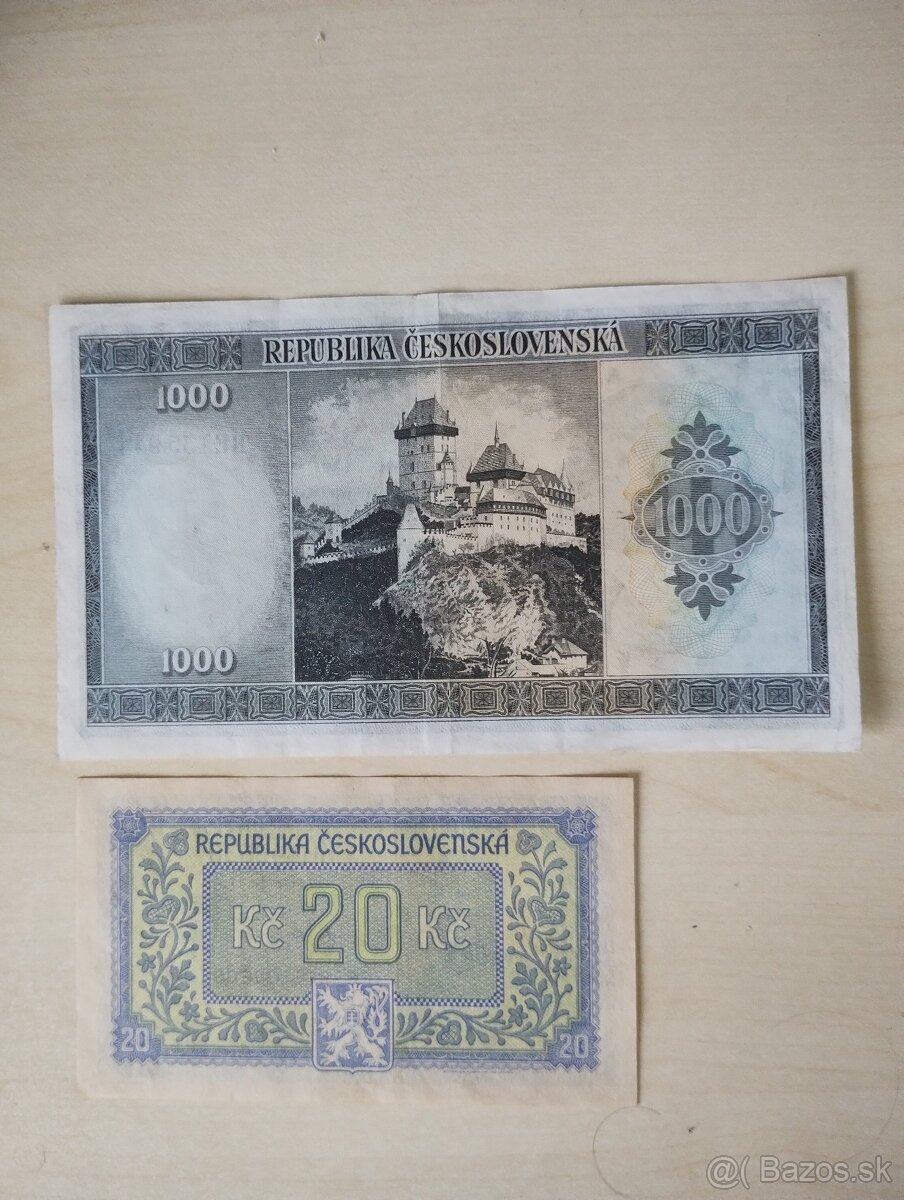 REPUBLIKA ČESKOSLOVENSKÁ
1000
1000
1000
REPUBLIKA ČESKOSLOVENSKÁ
Kč 20 Kč
20 20
@( Bazos.sk